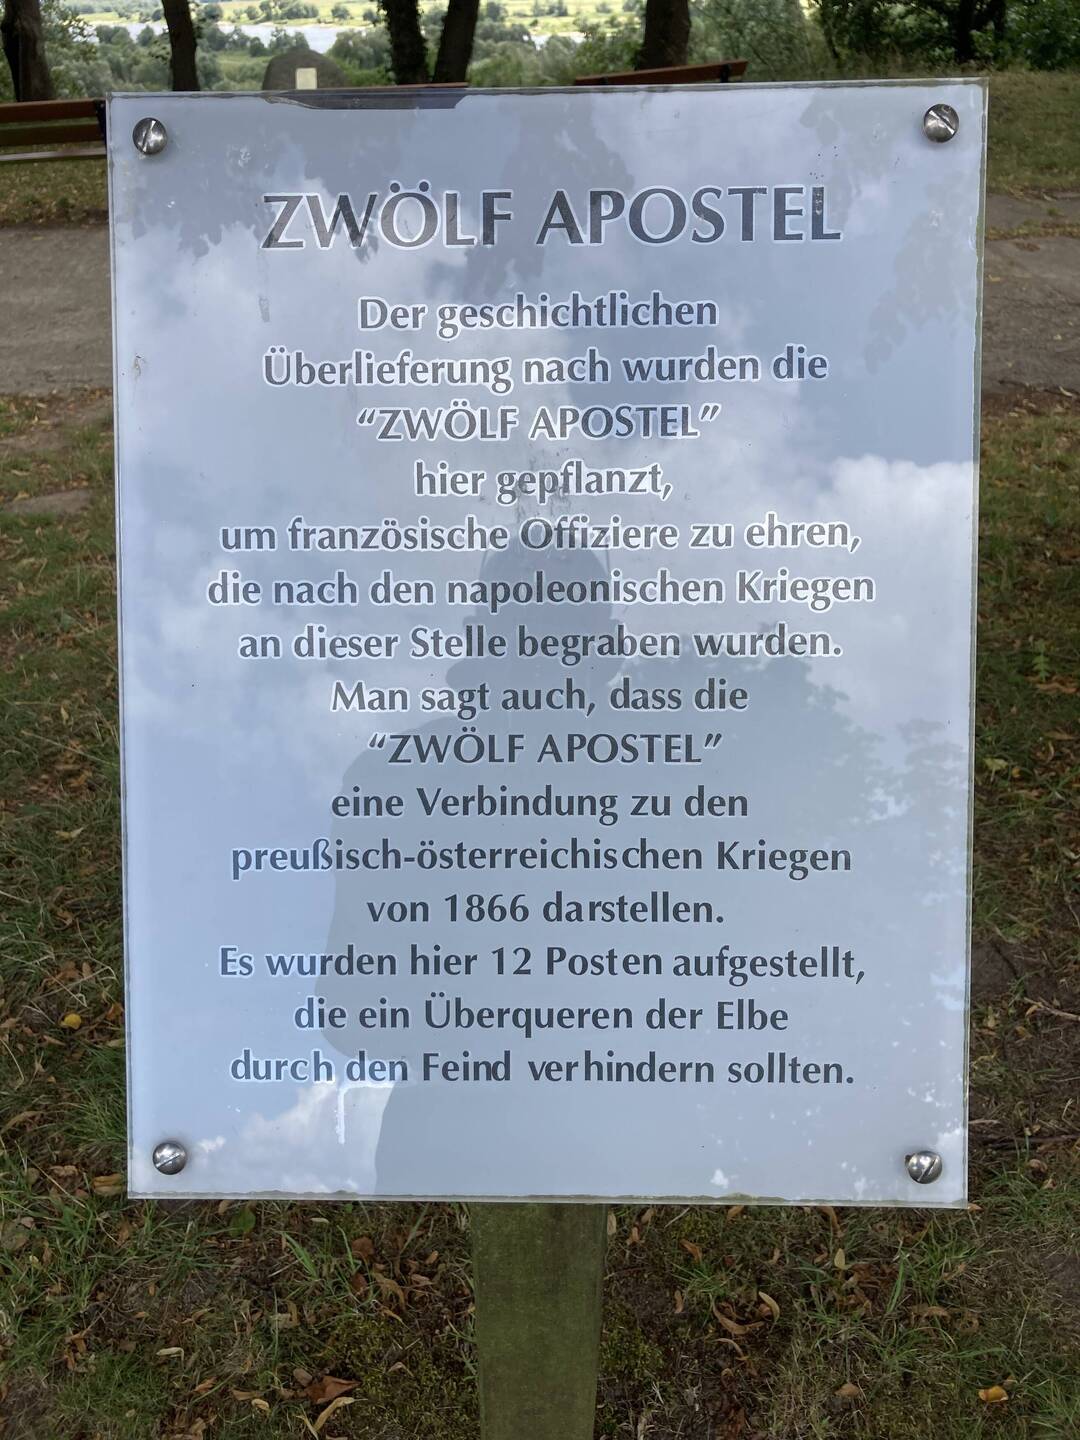 ZWÖLF APOSTEL
Der geschichtlichen
Überlieferung nach wurden die
“ZWÖLF APOSTEL”
hier gepflanzt,
um französische Offiziere zu ehren,
die nach den napoleonischen Kriegen
an dieser Stelle begraben wurden.
Man sagt auch, dass die
“ZWÖLF APOSTEL”
eine Verbindung zu den
preußisch-österreichischen Kriegen
von 1866 darstellen.
Es wurden hier 12 Posten aufgestellt,
die ein Überqueren der Elbe
durch den Feind verhindern sollten.